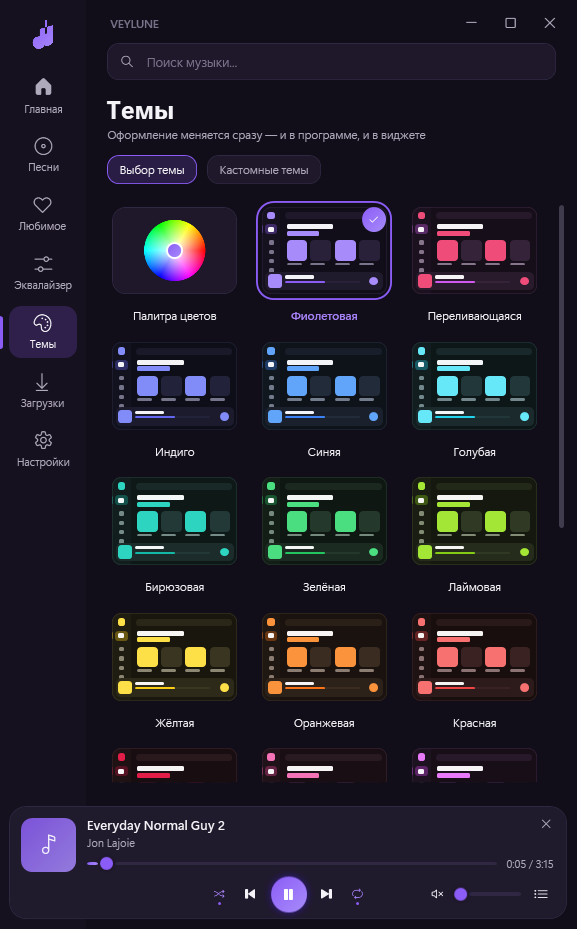 VEYLUNE
Поиск музыки...
Главная
Песни
Любимое
Эквалайзер
Темы
Загрузки
Настройки
Темы
Оформление меняется сразу — и в программе, и в виджете
Выбор темы
Кастомные темы
Палитра цветов
Фиолетовая
Переливающаяся
Индиго
Синяя
Голубая
Бирюзовая
Зелёная
Лаймовая
Жёлтая
Оранжевая
Красная
Everyday Normal Guy 2
Jon Lajoie
0:05 / 3:15